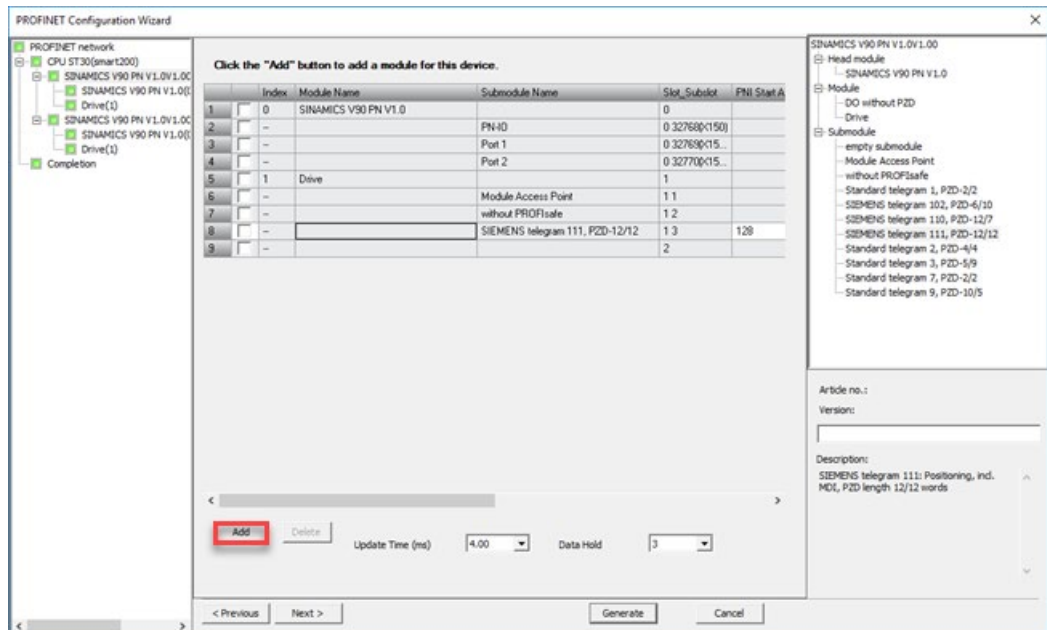 PROFINET Configuration Wizard
PROFINET network
CPU ST30(smart200)
SINAMICS V90 PN V1.0V1.00
SINAMICS V90 PN V1.0(
Drive(1)
SINAMICS V90 PN V1.0V1.00
SINAMICS V90 PN V1.0(
Drive(1)
Completion
Click the "Add" button to add a module for this device.
Index Module Name Submodule Name Slot_Subslot PNI Start A
1 0 SINAMICS V90 PN V1.0 0
2 -- PN-IO 0 32768(X150)
3 -- Port 1 0 32769(X15...
4 -- Port 2 0 32770(X15...
5 1 Drive 1
6 -- Module Access Point 1 1
7 -- without PROFIsafe 1 2
8 -- SIEMENS telegram 111, PZD-12/12 1 3 128
9 -- 2
Add
Delete
Update Time (ms) 4.00 Data Hold 3
< Previous Next > Generate Cancel
SINAMICS V90 PN V1.0V1.00
Head module
SINAMICS V90 PN V1.0
Module
DO without PZD
Drive
Submodule
empty submodule
Module Access Point
without PROFIsafe
Standard telegram 1, PZD-2/2
SIEMENS telegram 102, PZD-6/10
SIEMENS telegram 110, PZD-12/7
SIEMENS telegram 111, PZD-12/12
Standard telegram 2, PZD-4/4
Standard telegram 3, PZD-5/9
Standard telegram 7, PZD-2/2
Standard telegram 9, PZD-10/5
Article no.:
Version:
Description:
SIEMENS telegram 111: Positioning, incl.
MDI, PZD length 12/12 words